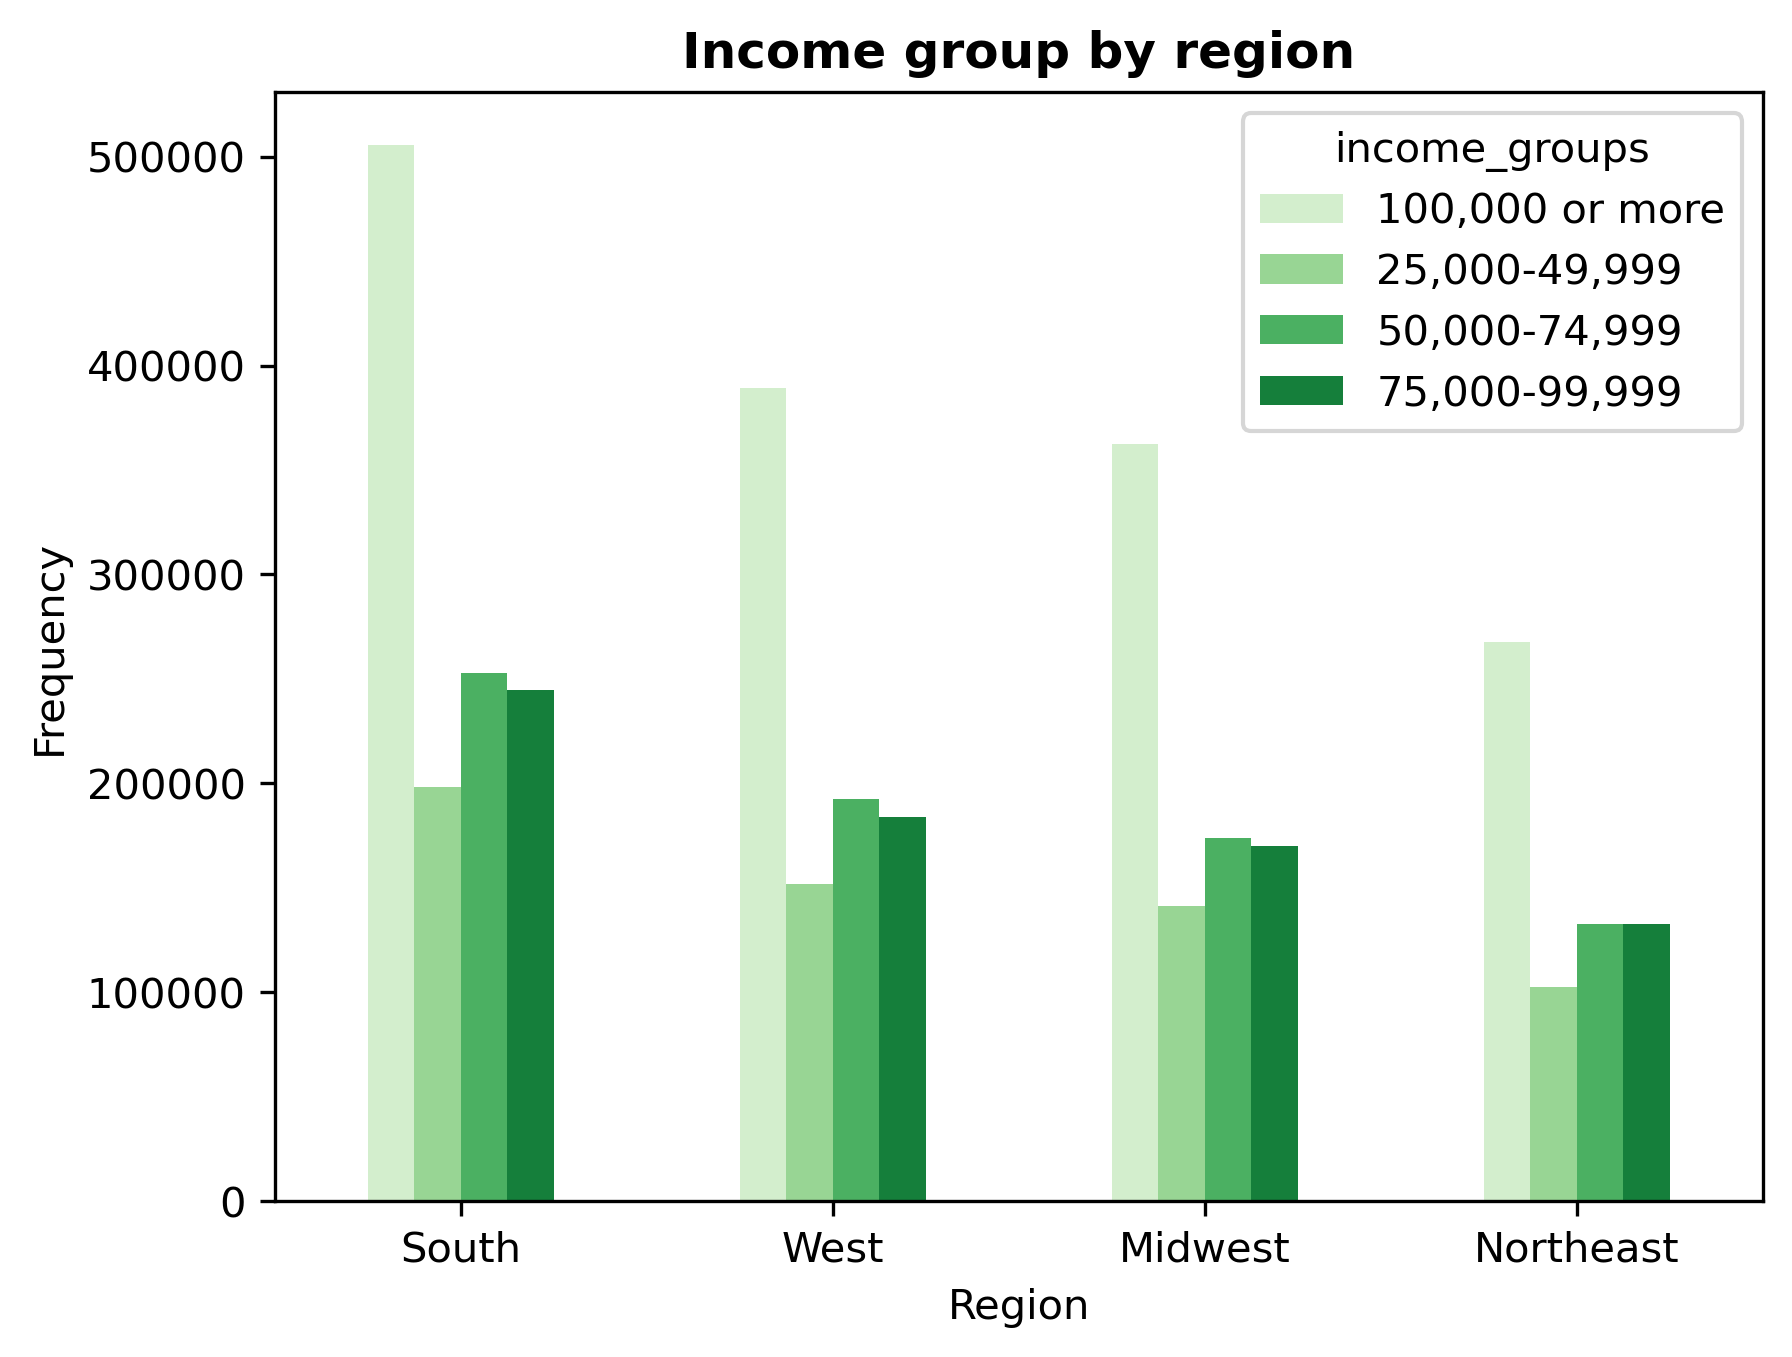 Income group by region
income_groups
100,000 or more
25,000-49,999
50,000-74,999
75,000-99,999
Frequency
500000
400000
300000
200000
100000
0
South West Midwest Northeast
Region